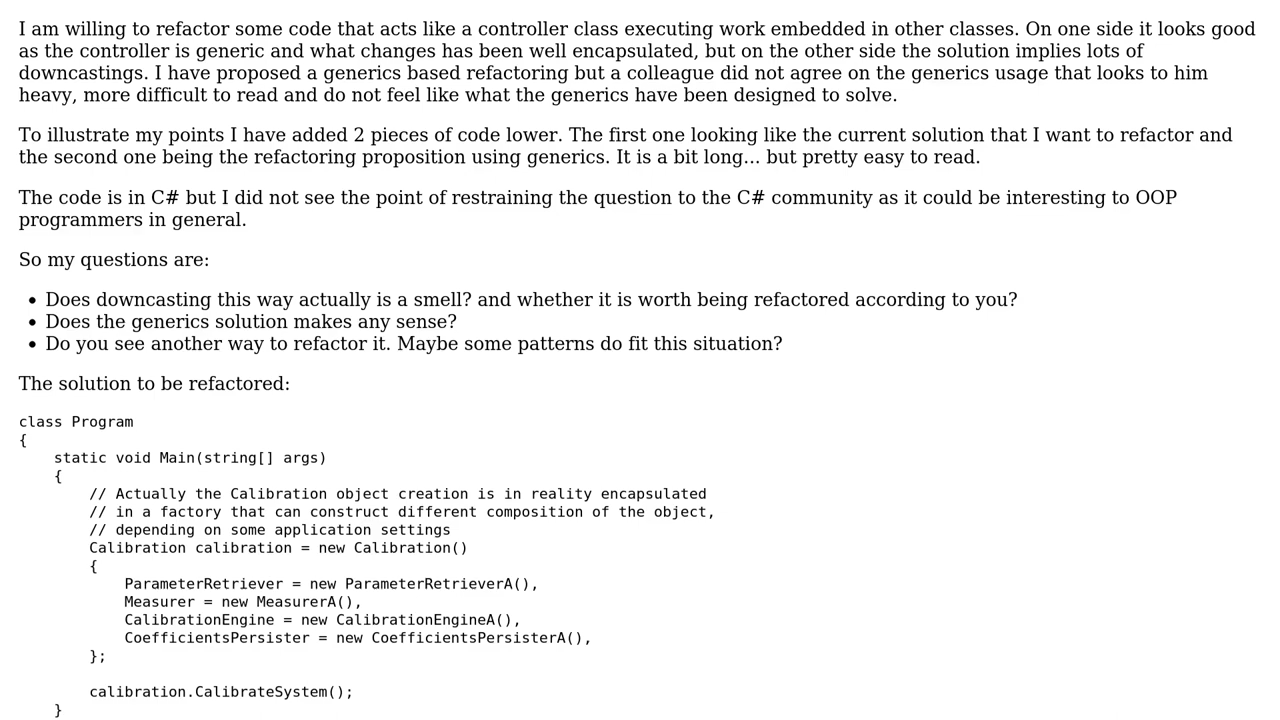 I am willing to refactor some code that acts like a controller class executing work embedded in other classes. On one side it looks good
as the controller is generic and what changes has been well encapsulated, but on the other side the solution implies lots of
downcastings. I have proposed a generics based refactoring but a colleague did not agree on the generics usage that looks to him
heavy, more difficult to read and do not feel like what the generics have been designed to solve.
To illustrate my points I have added 2 pieces of code lower. The first one looking like the current solution that I want to refactor and
the second one being the refactoring proposition using generics. It is a bit long... but pretty easy to read.
The code is in C# but I did not see the point of restraining the question to the C# community as it could be interesting to OOP
programmers in general.
So my questions are:
• Does downcasting this way actually is a smell? and whether it is worth being refactored according to you?
• Does the generics solution makes any sense?
• Do you see another way to refactor it. Maybe some patterns do fit this situation?
The solution to be refactored:
class Program
{
    static void Main(string[] args)
    {
        // Actually the Calibration object creation is in reality encapsulated
        // in a factory that can construct different composition of the object,
        // depending on some application settings
        Calibration calibration = new Calibration()
        {
            ParameterRetriever = new ParameterRetrieverA(),
            Measurer = new MeasurerA(),
            CalibrationEngine = new CalibrationEngineA(),
            CoefficientsPersister = new CoefficientsPersisterA(),
        };
        calibration.CalibrateSystem();
    }